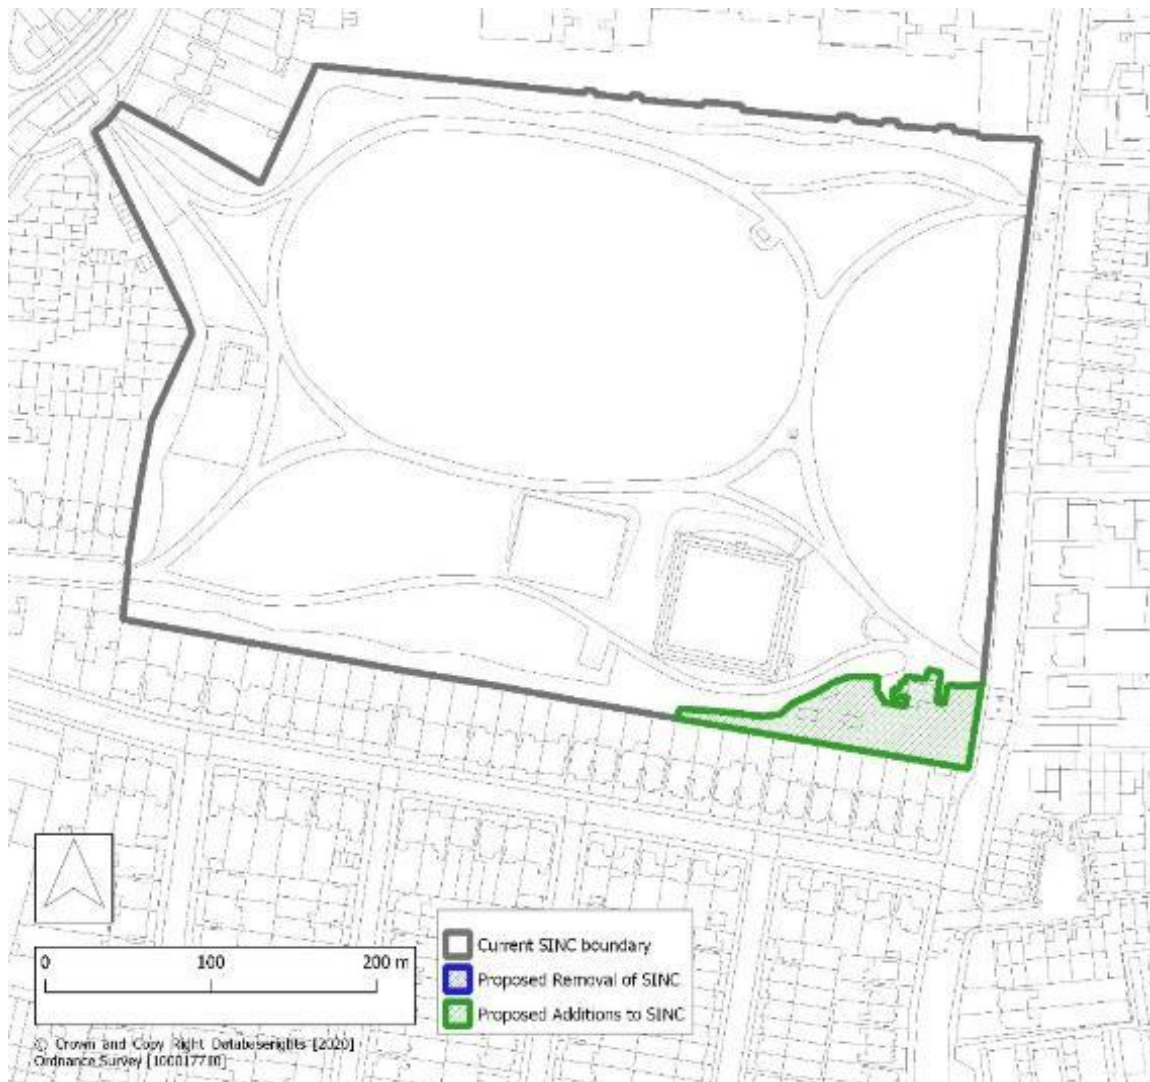 0 100 200 m
Current SINC boundary
Proposed Removal of SINC
Proposed Additions to SINC
© Crown and Copy Right Databaserights [2020]
Ordnance Survey